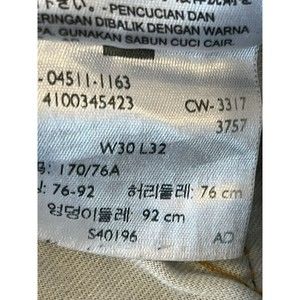 PENCUCIAN DAN
ERINGAN DIBALIK DENGAN WARNA
GUNAKAN SABUN CUCI CAIR.
- 04511-1163
4100345423 CW-3317
3757
W30 L32
: 170/76A
: 76-92 허리둘레: 76 cm
엉덩이둘레: 92 cm
S40196 AD